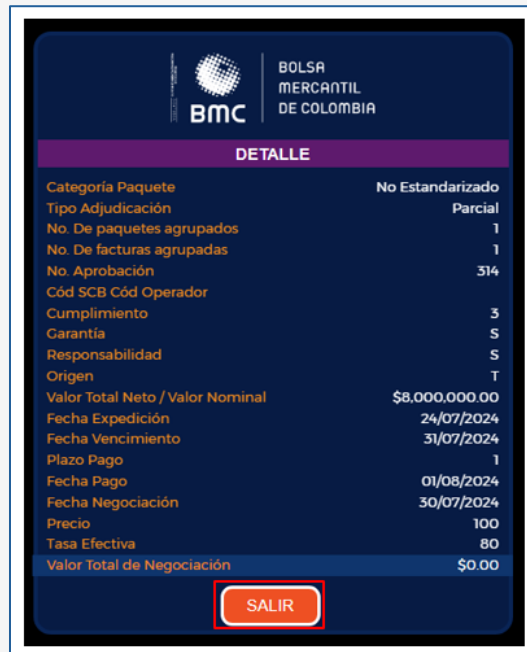 BMC
BOLSA
MERCANTIL
DE COLOMBIA
DETALLE
Categoría Paquete No Estandarizado
Tipo Adjudicación Parcial
No. De paquetes agrupados 1
No. De facturas agrupadas 1
No. Aprobación 314
Cód SCB Cód Operador
Cumplimiento 3
Garantía S
Responsabilidad S
Origen T
Valor Total Neto / Valor Nominal $8,000,000.00
Fecha Expedición 24/07/2024
Fecha Vencimiento 31/07/2024
Plazo Pago 1
Fecha Pago 01/08/2024
Fecha Negociación 30/07/2024
Precio 100
Tasa Efectiva 80
Valor Total de Negociación $0.00
SALIR